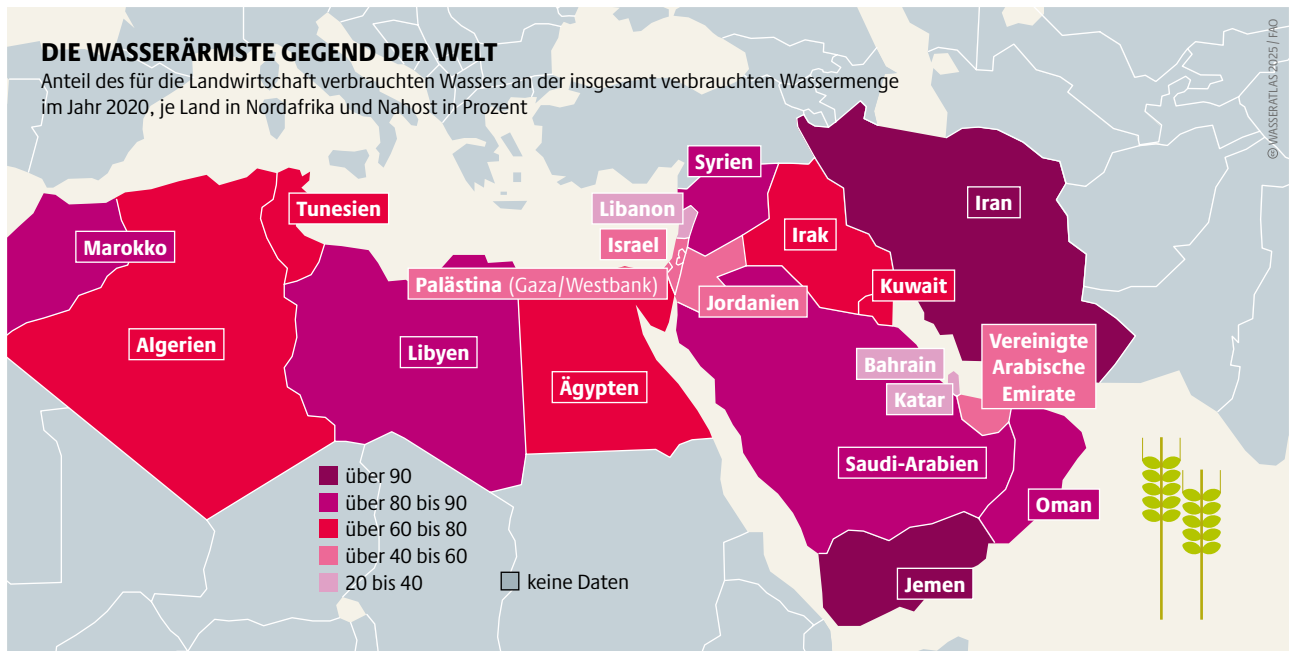 DIE WASSERÄRMSTE GEGEND DER WELT
Anteil des für die Landwirtschaft verbrauchten Wassers an der insgesamt verbrauchten Wassermenge
im Jahr 2020, je Land in Nordafrika und Nahost in Prozent
© WASSERATLAS 2025 / FAO
Syrien
Iran
Libanon
Tunesien
Irak
Marokko
Israel
Palästina (Gaza/Westbank)
Kuwait
Jordanien
Algerien
Libyen
Vereinigte
Arabische
Emirate
Bahrain
Ägypten
Katar
Saudi-Arabien
Oman
Jemen
über 90
über 80 bis 90
über 60 bis 80
über 40 bis 60
20 bis 40
keine Daten